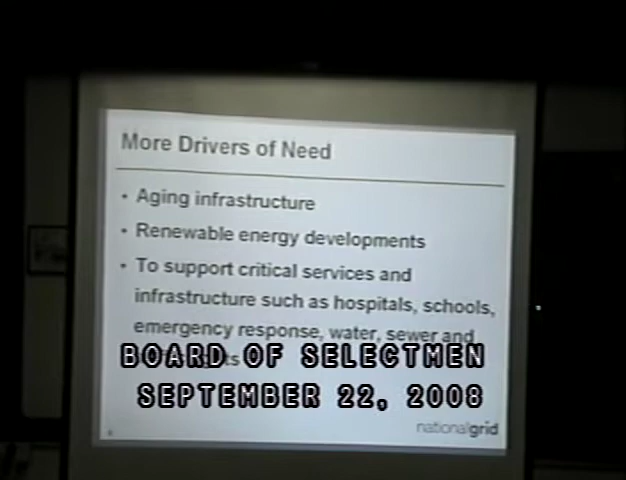 More Drivers of Need
• Aging infrastructure
• Renewable energy developments
• To support critical services and
infrastructure such as hospitals, schools,
emergency response, water, sewer and
BOARD OF SELECTMEN
SEPTEMBER 22, 2008
nationalgrid